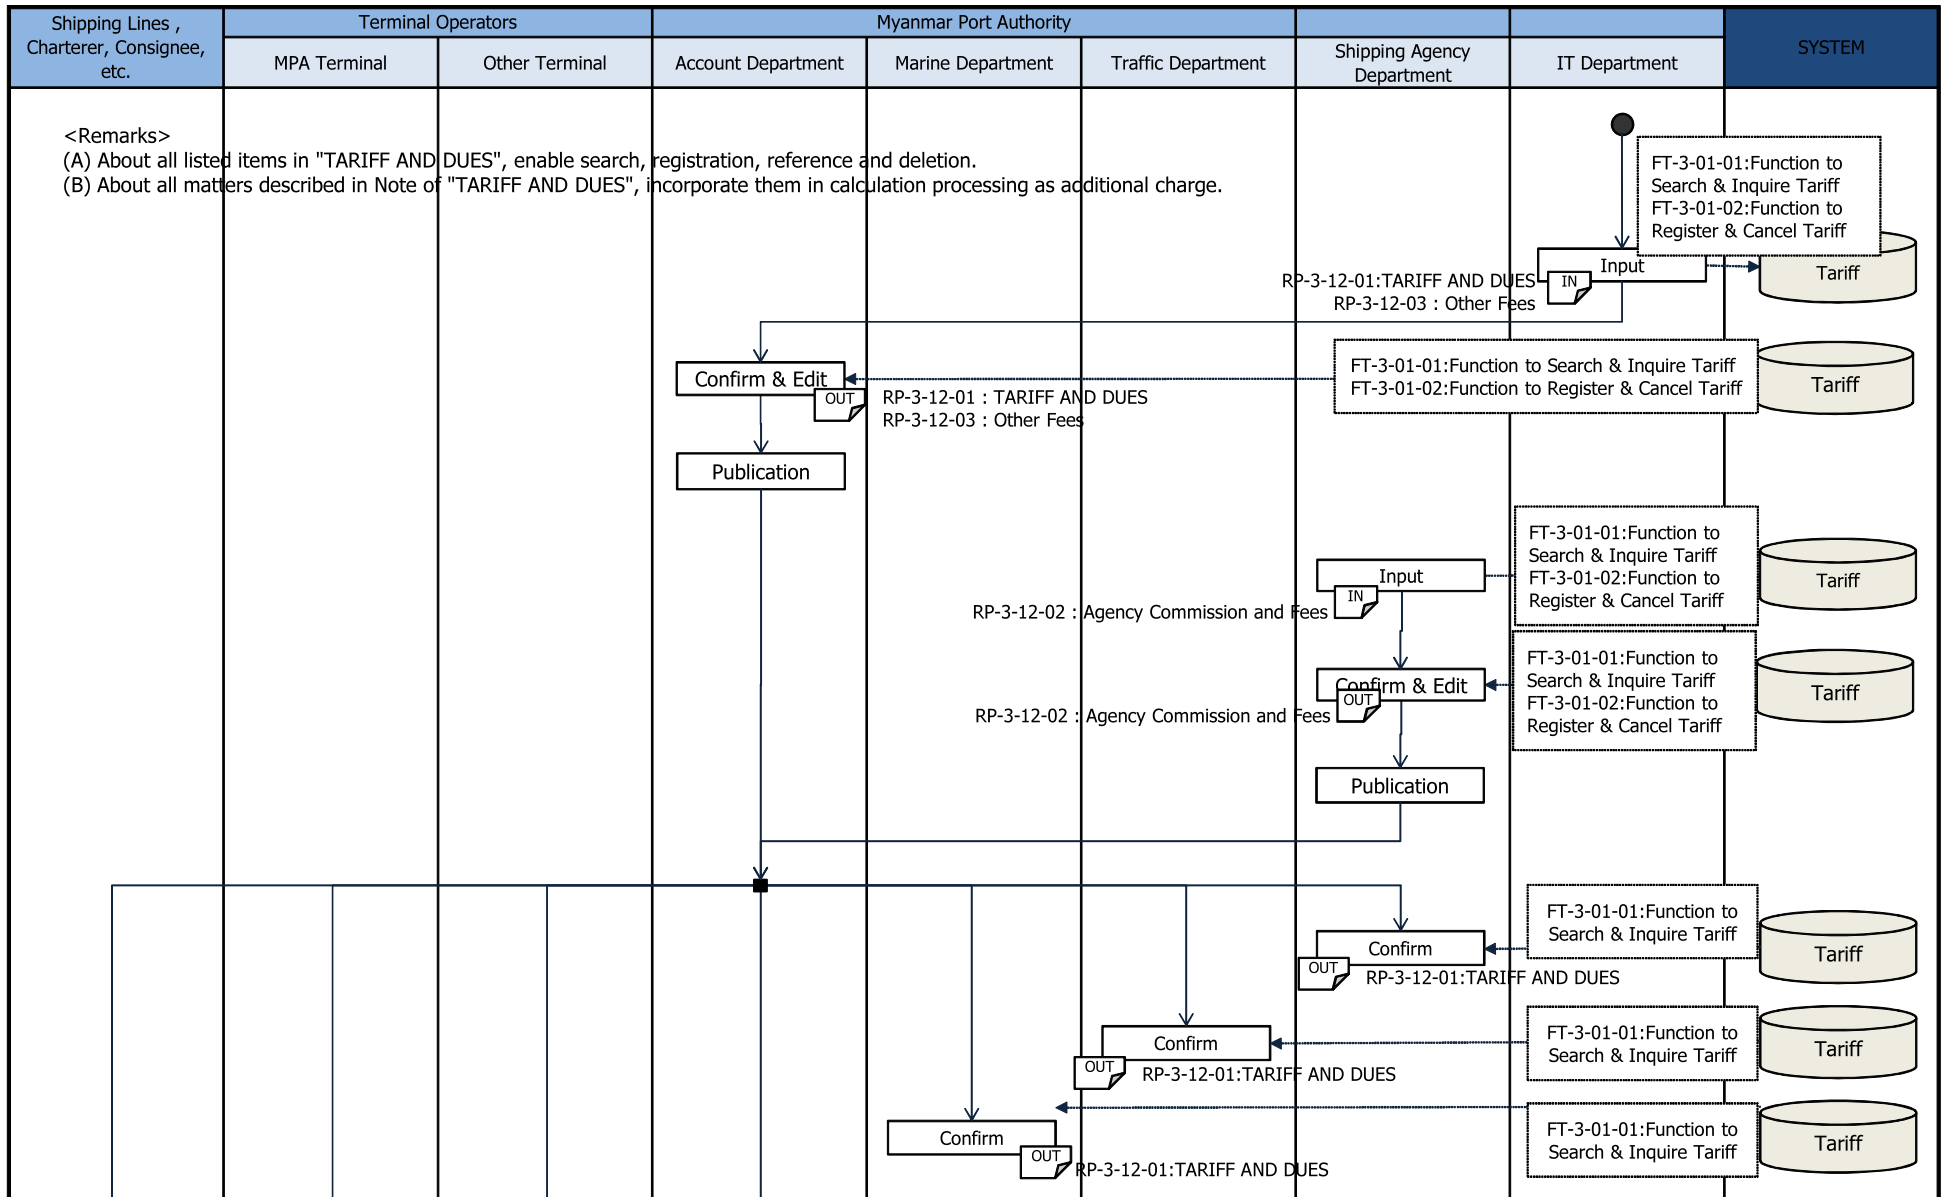 Shipping Lines ,
Charterer, Consignee,
etc.
Terminal Operators
Myanmar Port Authority
SYSTEM
MPA Terminal
Other Terminal
Account Department
Marine Department
Traffic Department
Shipping Agency
Department
IT Department
<Remarks>
(A) About all listed items in "TARIFF AND DUES", enable search, registration, reference and deletion.
(B) About all matters described in Note of "TARIFF AND DUES", incorporate them in calculation processing as additional charge.
FT-3-01-01:Function to
Search & Inquire Tariff
FT-3-01-02:Function to
Register & Cancel Tariff
Input
IN
Tariff
RP-3-12-01:TARIFF AND DUES
RP-3-12-03 : Other Fees
Confirm & Edit
OUT
RP-3-12-01 : TARIFF AND DUES
RP-3-12-03 : Other Fees
FT-3-01-01:Function to Search & Inquire Tariff
FT-3-01-02:Function to Register & Cancel Tariff
Tariff
Publication
FT-3-01-01:Function to
Search & Inquire Tariff
FT-3-01-02:Function to
Register & Cancel Tariff
Tariff
Input
IN
RP-3-12-02 : Agency Commission and Fees
FT-3-01-01:Function to
Search & Inquire Tariff
FT-3-01-02:Function to
Register & Cancel Tariff
Tariff
Confirm & Edit
OUT
RP-3-12-02 : Agency Commission and Fees
Publication
FT-3-01-01:Function to
Search & Inquire Tariff
Tariff
Confirm
OUT
RP-3-12-01:TARIFF AND DUES
FT-3-01-01:Function to
Search & Inquire Tariff
Tariff
Confirm
OUT
RP-3-12-01:TARIFF AND DUES
FT-3-01-01:Function to
Search & Inquire Tariff
Tariff
Confirm
OUT
RP-3-12-01:TARIFF AND DUES